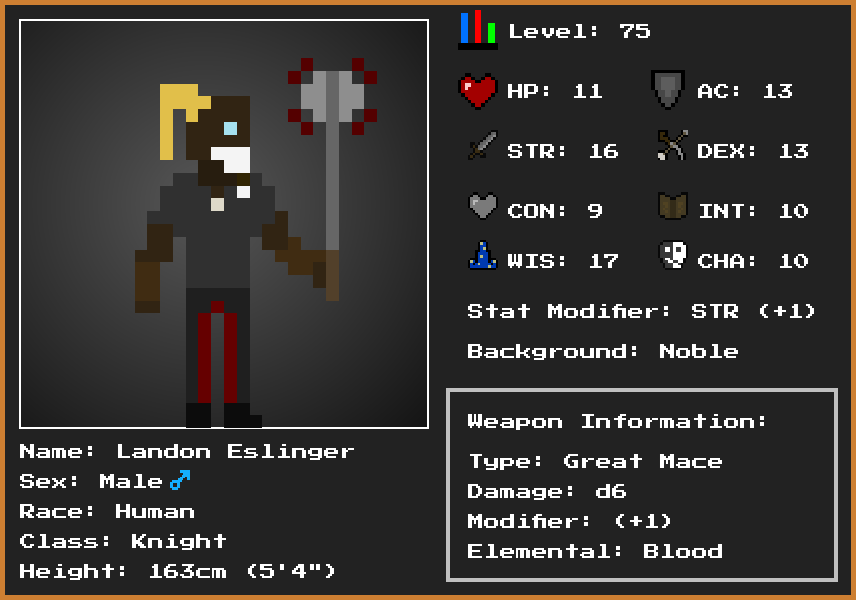 Level: 75
HP: 11
AC: 13
STR: 16
DEX: 13
CON: 9
INT: 10
WIS: 17
CHA: 10
Stat Modifier: STR (+1)
Background: Noble
Weapon Information:
Type: Great Mace
Damage: d6
Modifier: (+1)
Elemental: Blood
Name: Landon Eslinger
Sex: Male♂
Race: Human
Class: Knight
Height: 163cm (5'4")